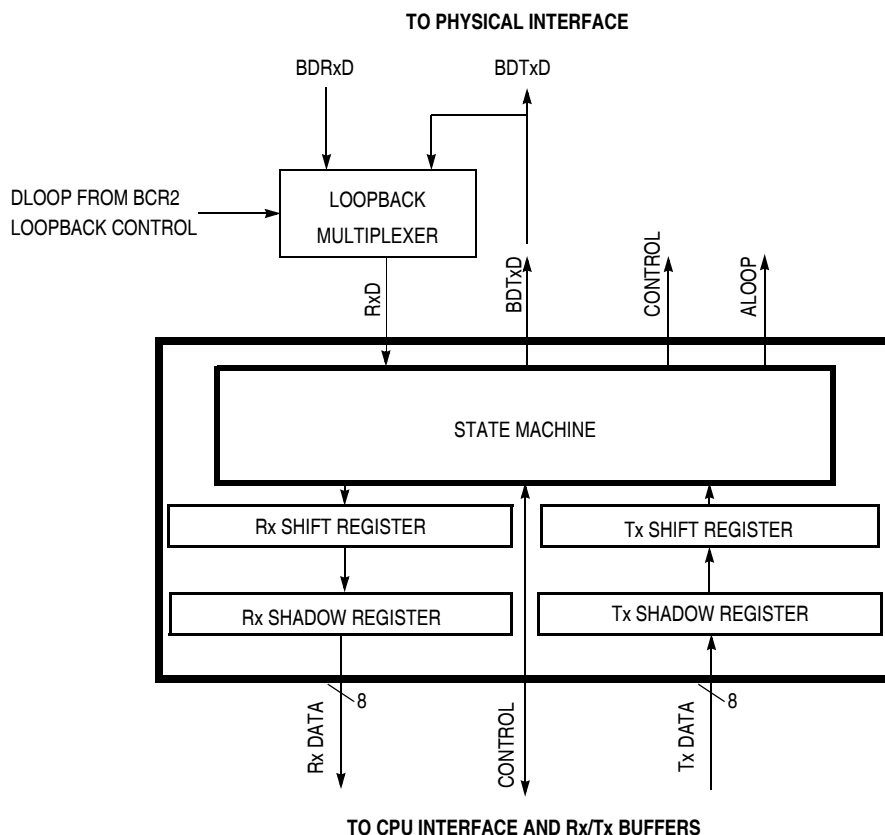 TO PHYSICAL INTERFACE
BDRxD
BDTxD
DLOOP FROM BCR2
LOOPBACK CONTROL
LOOPBACK
MULTIPLEXER
RxD
BDTxD
CONTROL
ALOOP
STATE MACHINE
Rx SHIFT REGISTER
Tx SHIFT REGISTER
Rx SHADOW REGISTER
Tx SHADOW REGISTER
8
8
Rx DATA
CONTROL
Tx DATA
TO CPU INTERFACE AND Rx/Tx BUFFERS